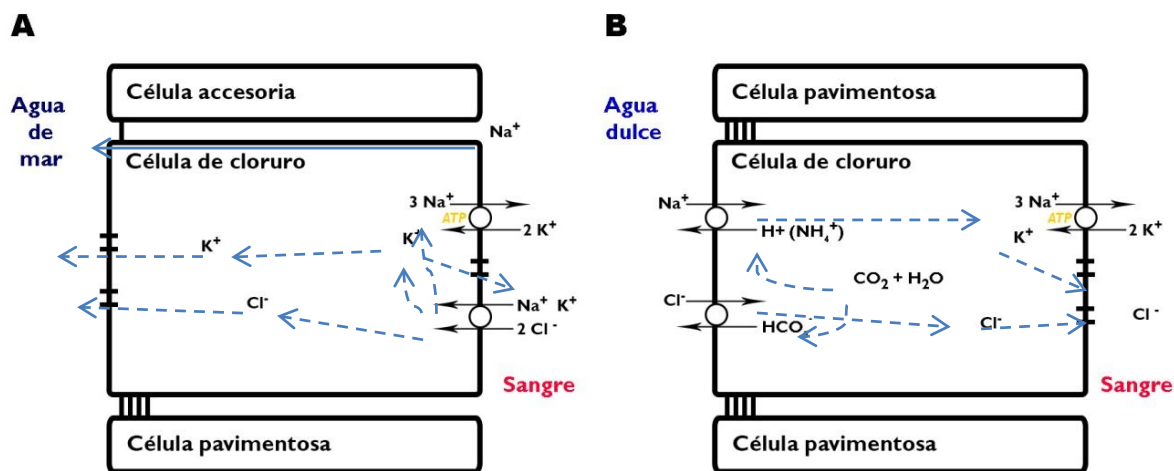 A
Célula accesoria
Agua
de
mar
Na⁺
Célula de cloruro
3 Na⁺
ATP
2 K⁺
K⁺
K⁺
Na⁺ K⁺
Cl⁻
2 Cl⁻
Sangre
Célula pavimentosa
B
Célula pavimentosa
Agua
dulce
Célula de cloruro
Na⁺
3 Na⁺
ATP
2 K⁺
H+ (NH₄⁺)
K⁺
CO₂ + H₂O
Cl⁻
HCO
Cl⁻
Cl⁻
Sangre
Célula pavimentosa